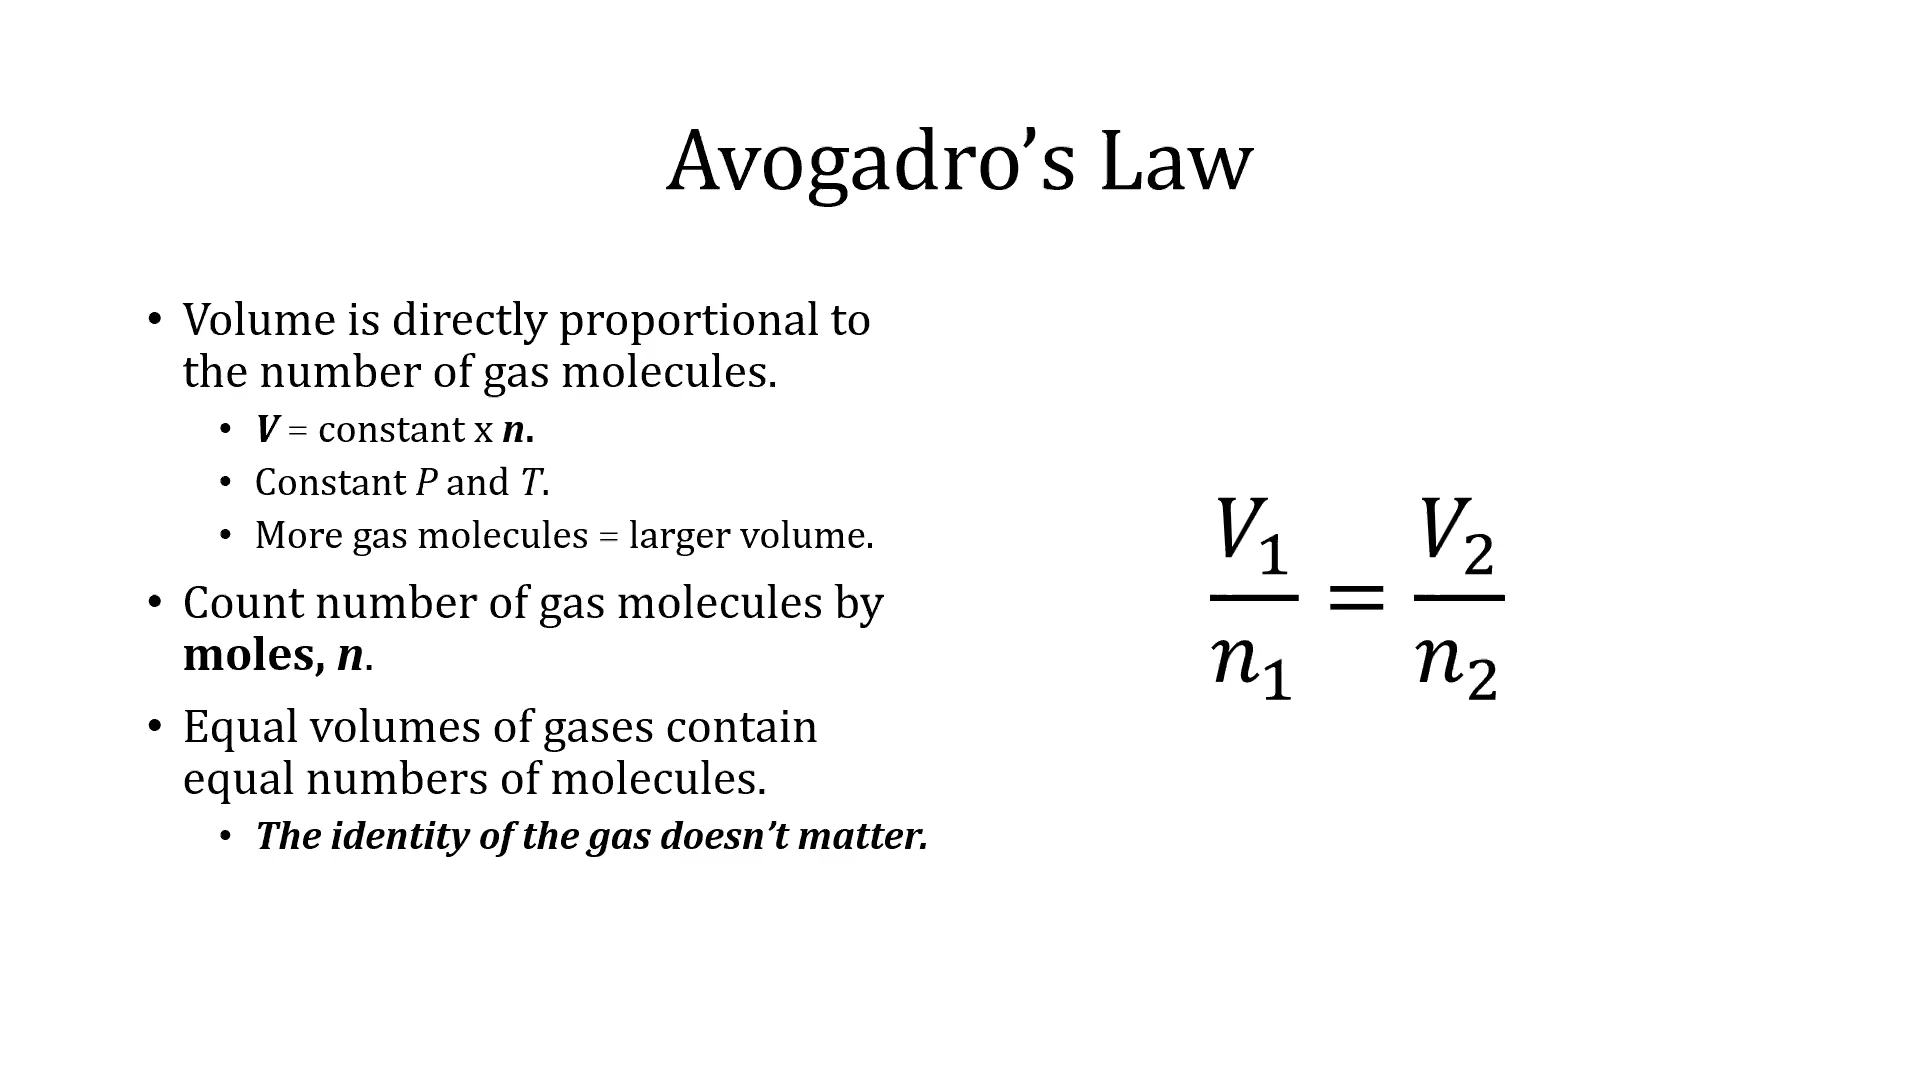 Avogadro’s Law
• Volume is directly proportional to
the number of gas molecules.
• V = constant x n.
• Constant P and T.
• More gas molecules = larger volume.
• Count number of gas molecules by
moles, n.
• Equal volumes of gases contain
equal numbers of molecules.
• The identity of the gas doesn’t matter.
V₁/n₁ = V₂/n₂